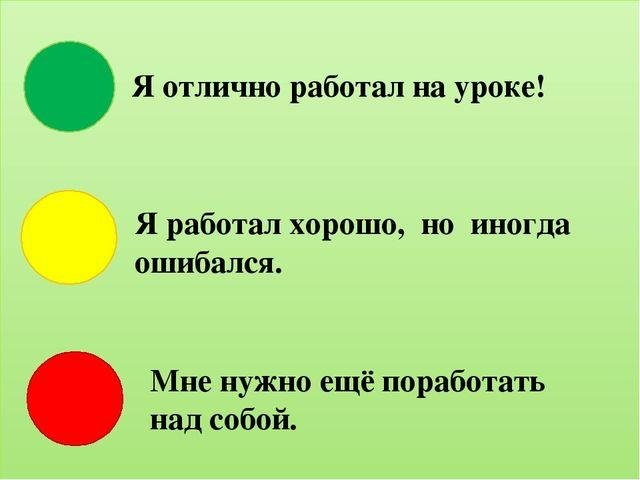 Я отлично работал на уроке!
Я работал хорошо, но иногда
ошибался.
Мне нужно ещё поработать
над собой.